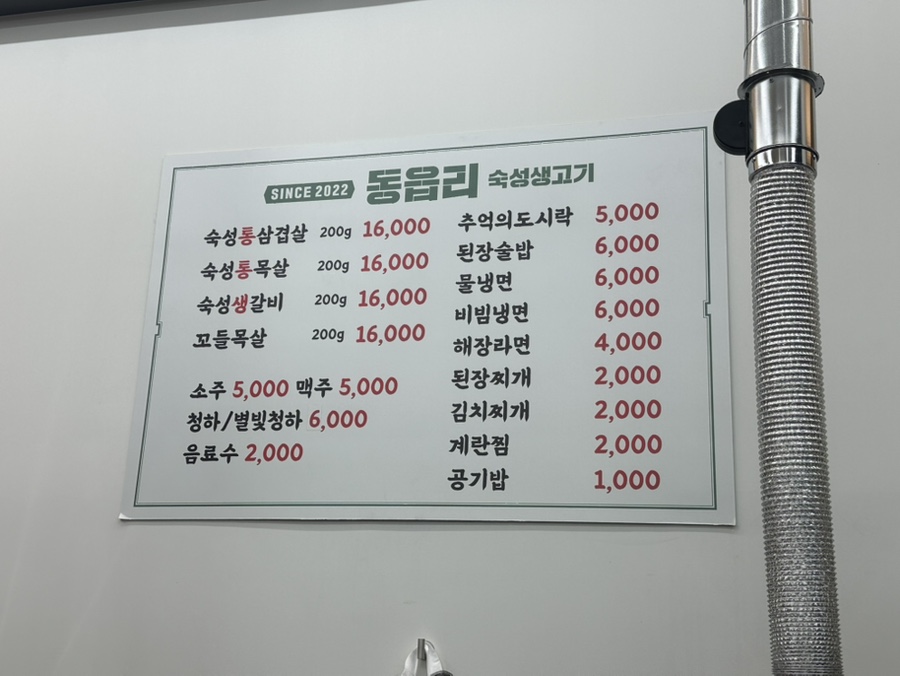 SINCE 2022 동읍리 숙성생고기
숙성통삼겹살 200g 16,000
숙성통목살 200g 16,000
숙성생갈비 200g 16,000
꼬들목살 200g 16,000
소주 5,000 맥주 5,000
청하/별빛청하 6,000
음료수 2,000
추억의도시락 5,000
된장술밥 6,000
물냉면 6,000
비빔냉면 6,000
해장라면 4,000
된장찌개 2,000
김치찌개 2,000
계란찜 2,000
공기밥 1,000